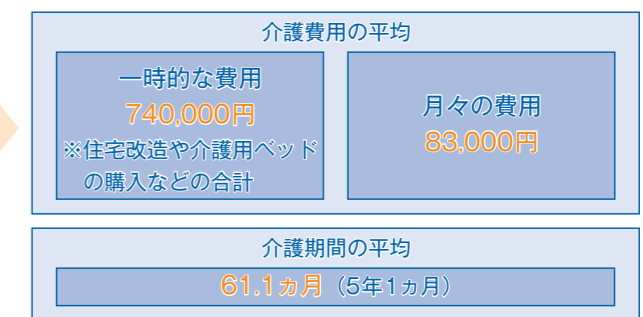 介護費用の平均
一時的な費用
740,000円
※住宅改造や介護用ベッド
の購入などの合計
月々の費用
83,000円
介護期間の平均
61.1ヵ月（5年1ヵ月）